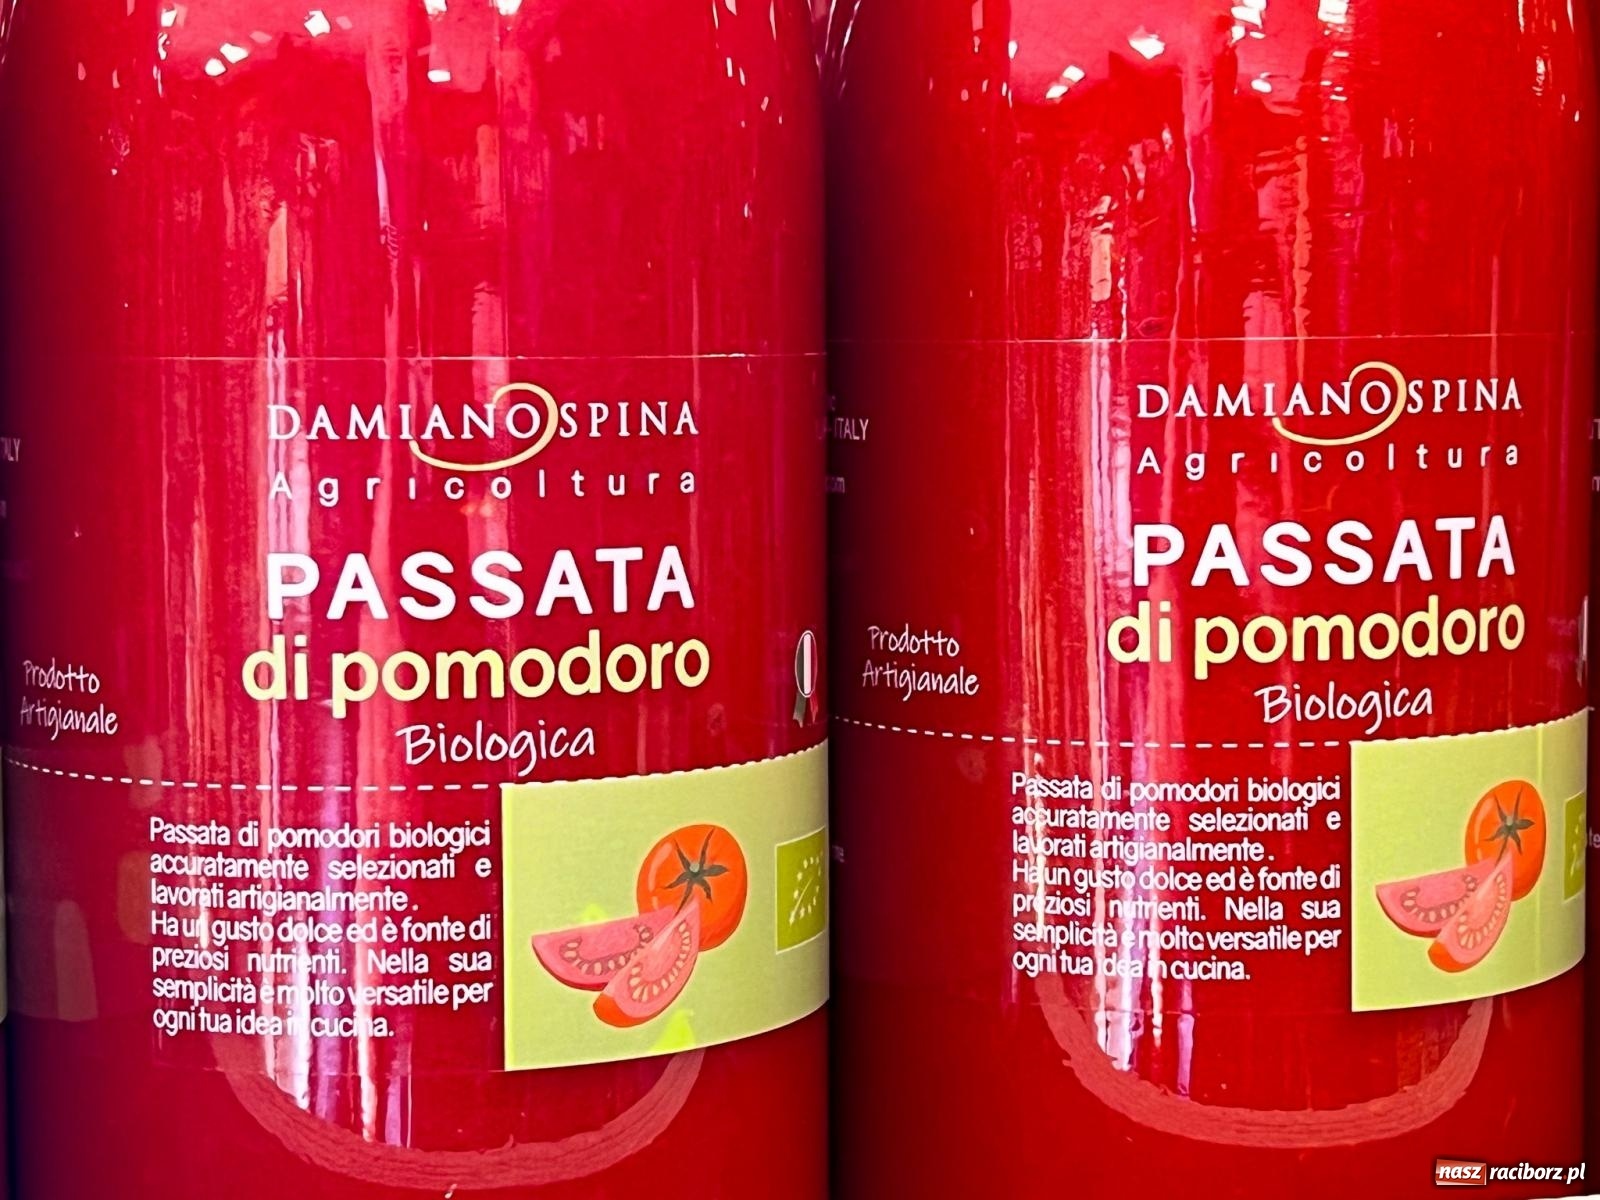 DAMIANO SPINA
Agricoltura
PASSATA
di pomodoro
Biologica
Prodotto
Artigianale
Passata di pomodori biologici
accuratamente selezionati e
lavorati artigianalmente.
Ha un gusto dolce ed è fonte di
preziosi nutrienti. Nella sua
semplicità è molto versatile per
ogni tua idea in cucina.
ITALY
DAMIANO SPINA
Agricoltura
PASSATA
di pomodoro
Biologica
Prodotto
Artigianale
Passata di pomodori biologici
accuratamente selezionati e
lavorati artigianalmente.
Ha un gusto dolce ed è fonte di
preziosi nutrienti. Nella sua
semplicità è molto versatile per
ogni tua idea in cucina.
nasz raciborz.pl